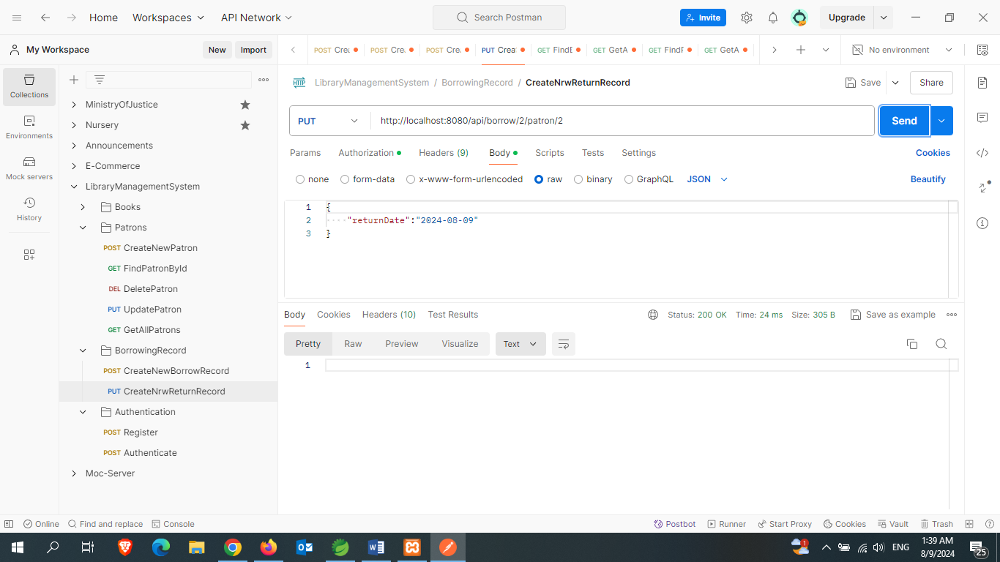 Home Workspaces API Network Search Postman Invite Upgrade
My Workspace New Import
POST Crea POST Crea POST Crea PUT Crea GET FindE GET GetA GET FindF GET GetA No environment
Collections
Environments
Mock servers
History
MinistryOfJustice
Nursery
Announcements
E-Commerce
LibraryManagementSystem
Books
Patrons
POST CreateNewPatron
GET FindPatronById
DEL DeletePatron
PUT UpdatePatron
GET GetAllPatrons
BorrowingRecord
POST CreateNewBorrowRecord
PUT CreateNrwReturnRecord
Authentication
POST Register
POST Authenticate
Moc-Server
HTTP LibraryManagementSystem / BorrowingRecord / CreateNrwReturnRecord Save Share
PUT http://localhost:8080/api/borrow/2/patron/2 Send
Params Authorization Headers (9) Body Scripts Tests Settings Cookies
none form-data x-www-form-urlencoded raw binary GraphQL JSON Beautify
1 {
2 "returnDate":"2024-08-09"
3 }
Body Cookies Headers (10) Test Results Status: 200 OK Time: 24 ms Size: 305 B Save as example
Pretty Raw Preview Visualize Text
1
Online Find and replace Console Postbot Runner Start Proxy Cookies Vault Trash
1 ENG 1:39 AM
8/9/2024 25